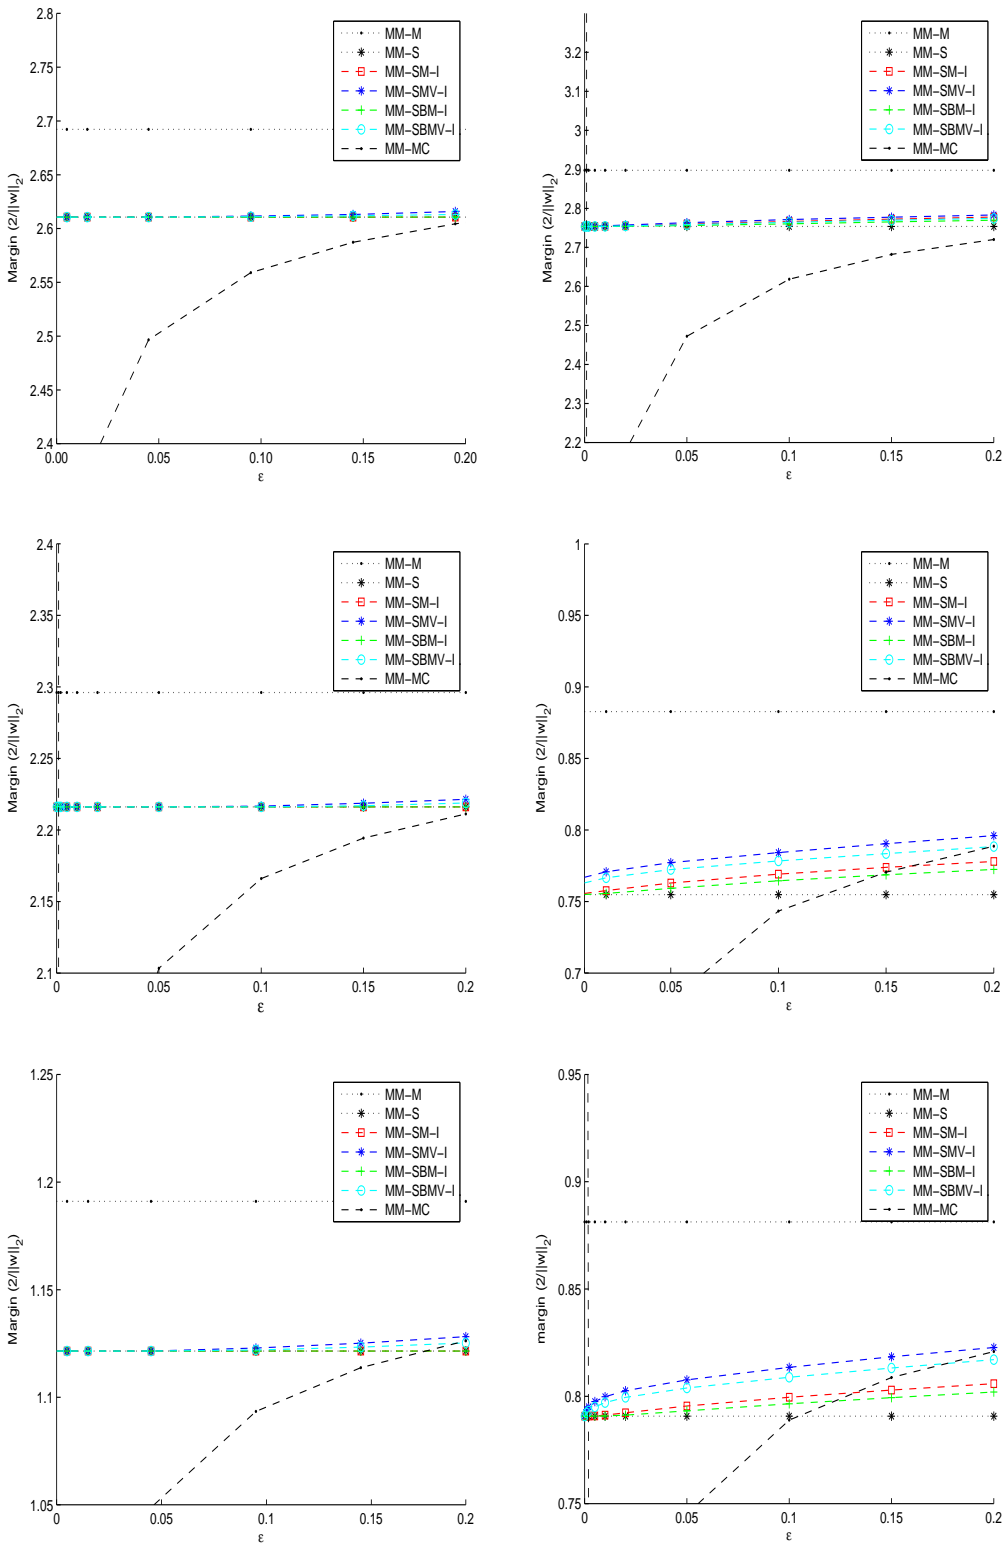 2.8
2.75
2.7
2.65
2.6
2.55
2.5
2.45
2.4
0.00
0.05
0.10
0.15
0.20
ε
Margin (2/||w||_2)
MM−M
MM−S
MM−SM−I
MM−SMV−I
MM−SBM−I
MM−SBMV−I
MM−MC
3.2
3.1
3
2.9
2.8
2.7
2.6
2.5
2.4
2.3
2.2
0
0.05
0.1
0.15
0.2
ε
Margin (2/||w||_2)
MM−M
MM−S
MM−SM−I
MM−SMV−I
MM−SBM−I
MM−SBMV−I
MM−MC
2.4
2.35
2.3
2.25
2.2
2.15
2.1
0
0.05
0.1
0.15
0.2
ε
Margin (2/||w||_2)
MM−M
MM−S
MM−SM−I
MM−SMV−I
MM−SBM−I
MM−SBMV−I
MM−MC
1
0.95
0.9
0.85
0.8
0.75
0.7
0
0.05
0.1
0.15
0.2
ε
Margin (2/||w||_2)
MM−M
MM−S
MM−SM−I
MM−SMV−I
MM−SBM−I
MM−SBMV−I
MM−MC
1.25
1.2
1.15
1.1
1.05
0
0.05
0.1
0.15
0.2
ε
Margin (2/||w||_2)
MM−M
MM−S
MM−SM−I
MM−SMV−I
MM−SBM−I
MM−SBMV−I
MM−MC
0.95
0.9
0.85
0.8
0.75
0
0.05
0.1
0.15
0.2
ε
margin (2/||w||_2)
MM−M
MM−S
MM−SM−I
MM−SMV−I
MM−SBM−I
MM−SBMV−I
MM−MC